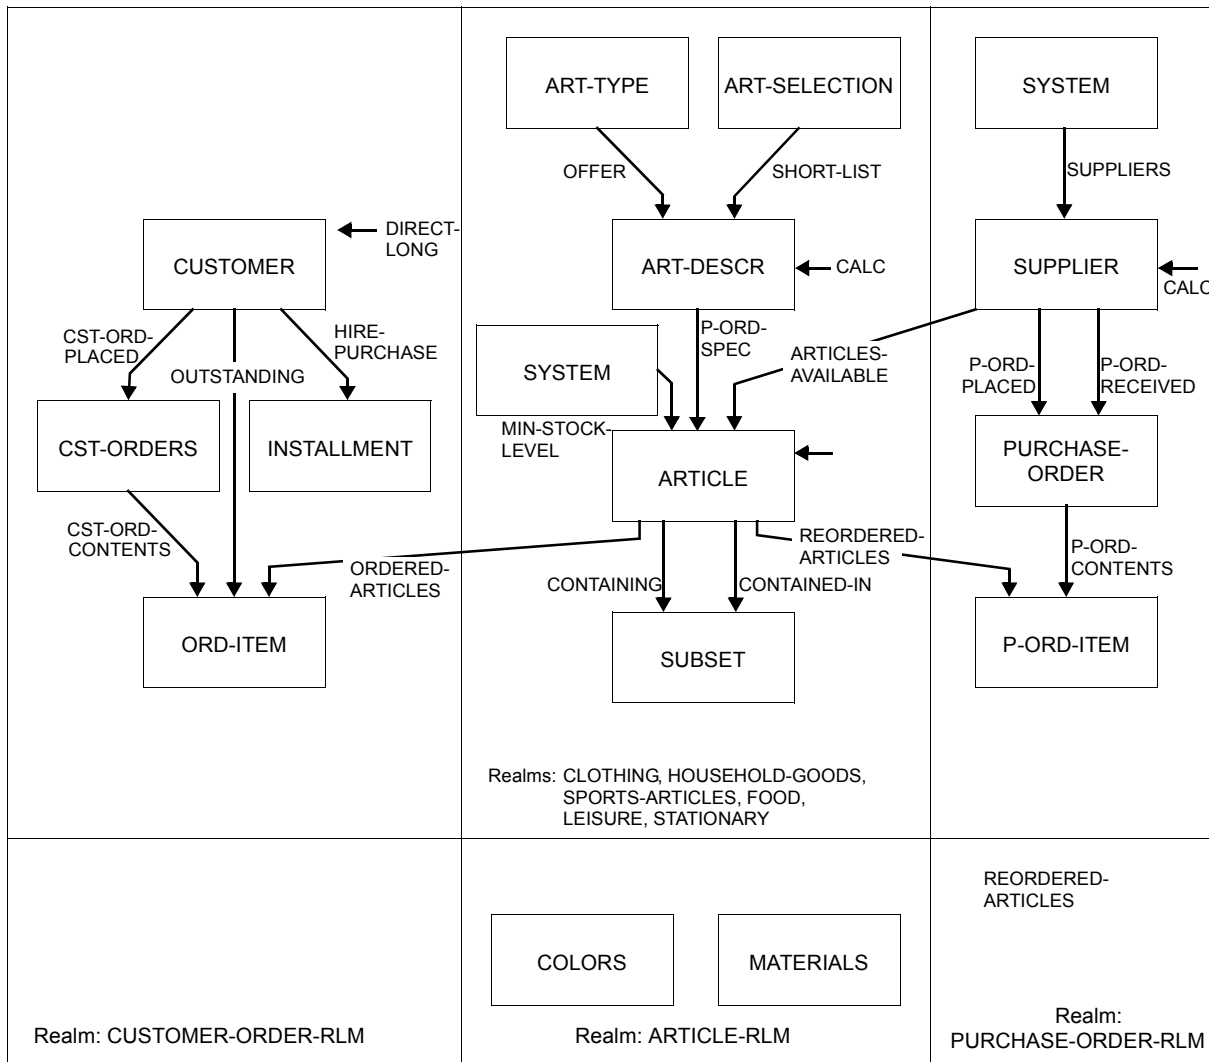 ART-TYPE
ART-SELECTION
SYSTEM
OFFER
SHORT-LIST
SUPPLIERS
DIRECT-
LONG
CUSTOMER
ART-DESCR
CALC
SUPPLIER
CALC
CST-ORD-
PLACED
HIRE-
PURCHASE
OUTSTANDING
P-ORD-
SPEC
SYSTEM
ARTICLES-
AVAILABLE
P-ORD-
PLACED
P-ORD-
RECEIVED
CST-ORDERS
INSTALLMENT
MIN-STOCK-
LEVEL
ARTICLE
PURCHASE-
ORDER
CST-ORD-
CONTENTS
ORDERED-
ARTICLES
REORDERED-
ARTICLES
P-ORD-
CONTENTS
CONTAINING
CONTAINED-IN
ORD-ITEM
SUBSET
P-ORD-ITEM
Realms: CLOTHING, HOUSEHOLD-GOODS,
SPORTS-ARTICLES, FOOD,
LEISURE, STATIONARY
REORDERED-
ARTICLES
COLORS
MATERIALS
Realm: CUSTOMER-ORDER-RLM
Realm: ARTICLE-RLM
Realm:
PURCHASE-ORDER-RLM